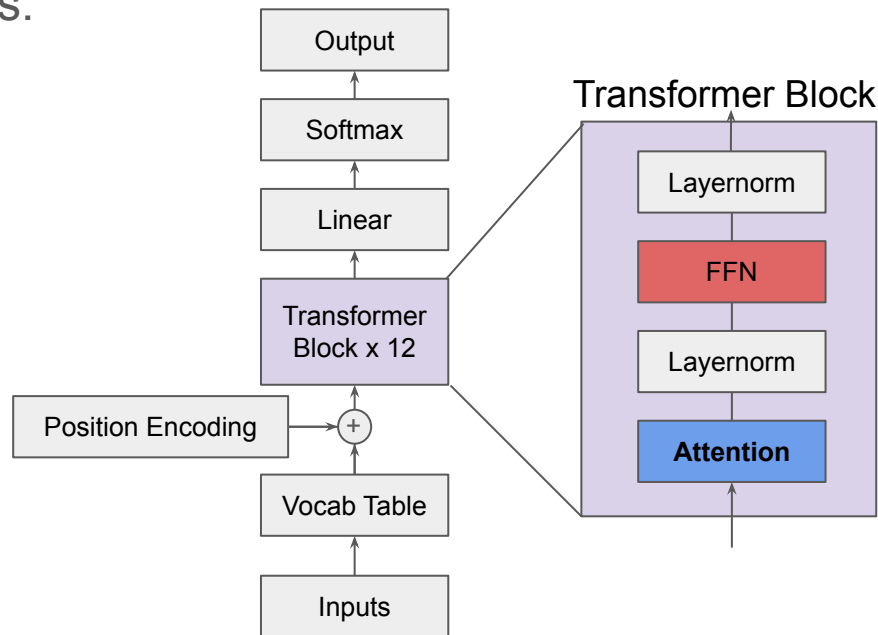 s.
Output
Softmax
Linear
Transformer
Block x 12
Position Encoding
+
Vocab Table
Inputs
Transformer Block
Layernorm
FFN
Layernorm
Attention